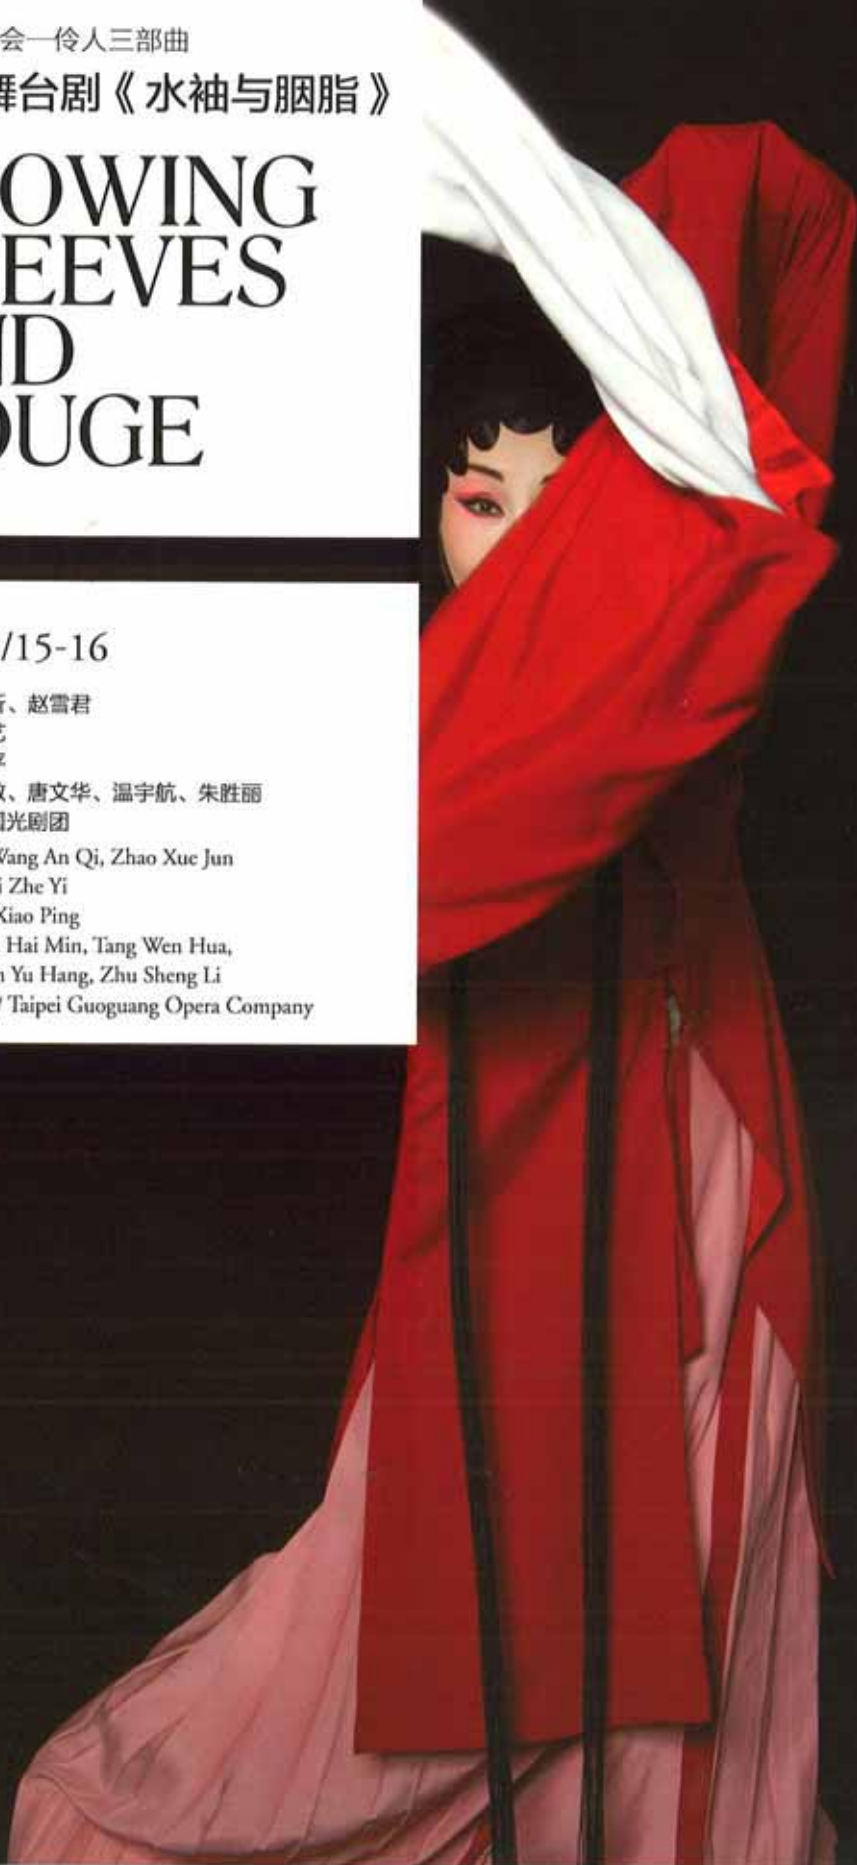 会—伶人三部曲
舞台剧《水袖与胭脂》
OWING
EEVES
ND
OUGE
/15-16
、赵雪君
、唐文华、温宇航、朱胜丽
国光剧团
Wang An Qi, Zhao Xue Jun
i Zhe Yi
Xiao Ping
Hai Min, Tang Wen Hua,
n Yu Hang, Zhu Sheng Li
Taipei Guoguang Opera Company